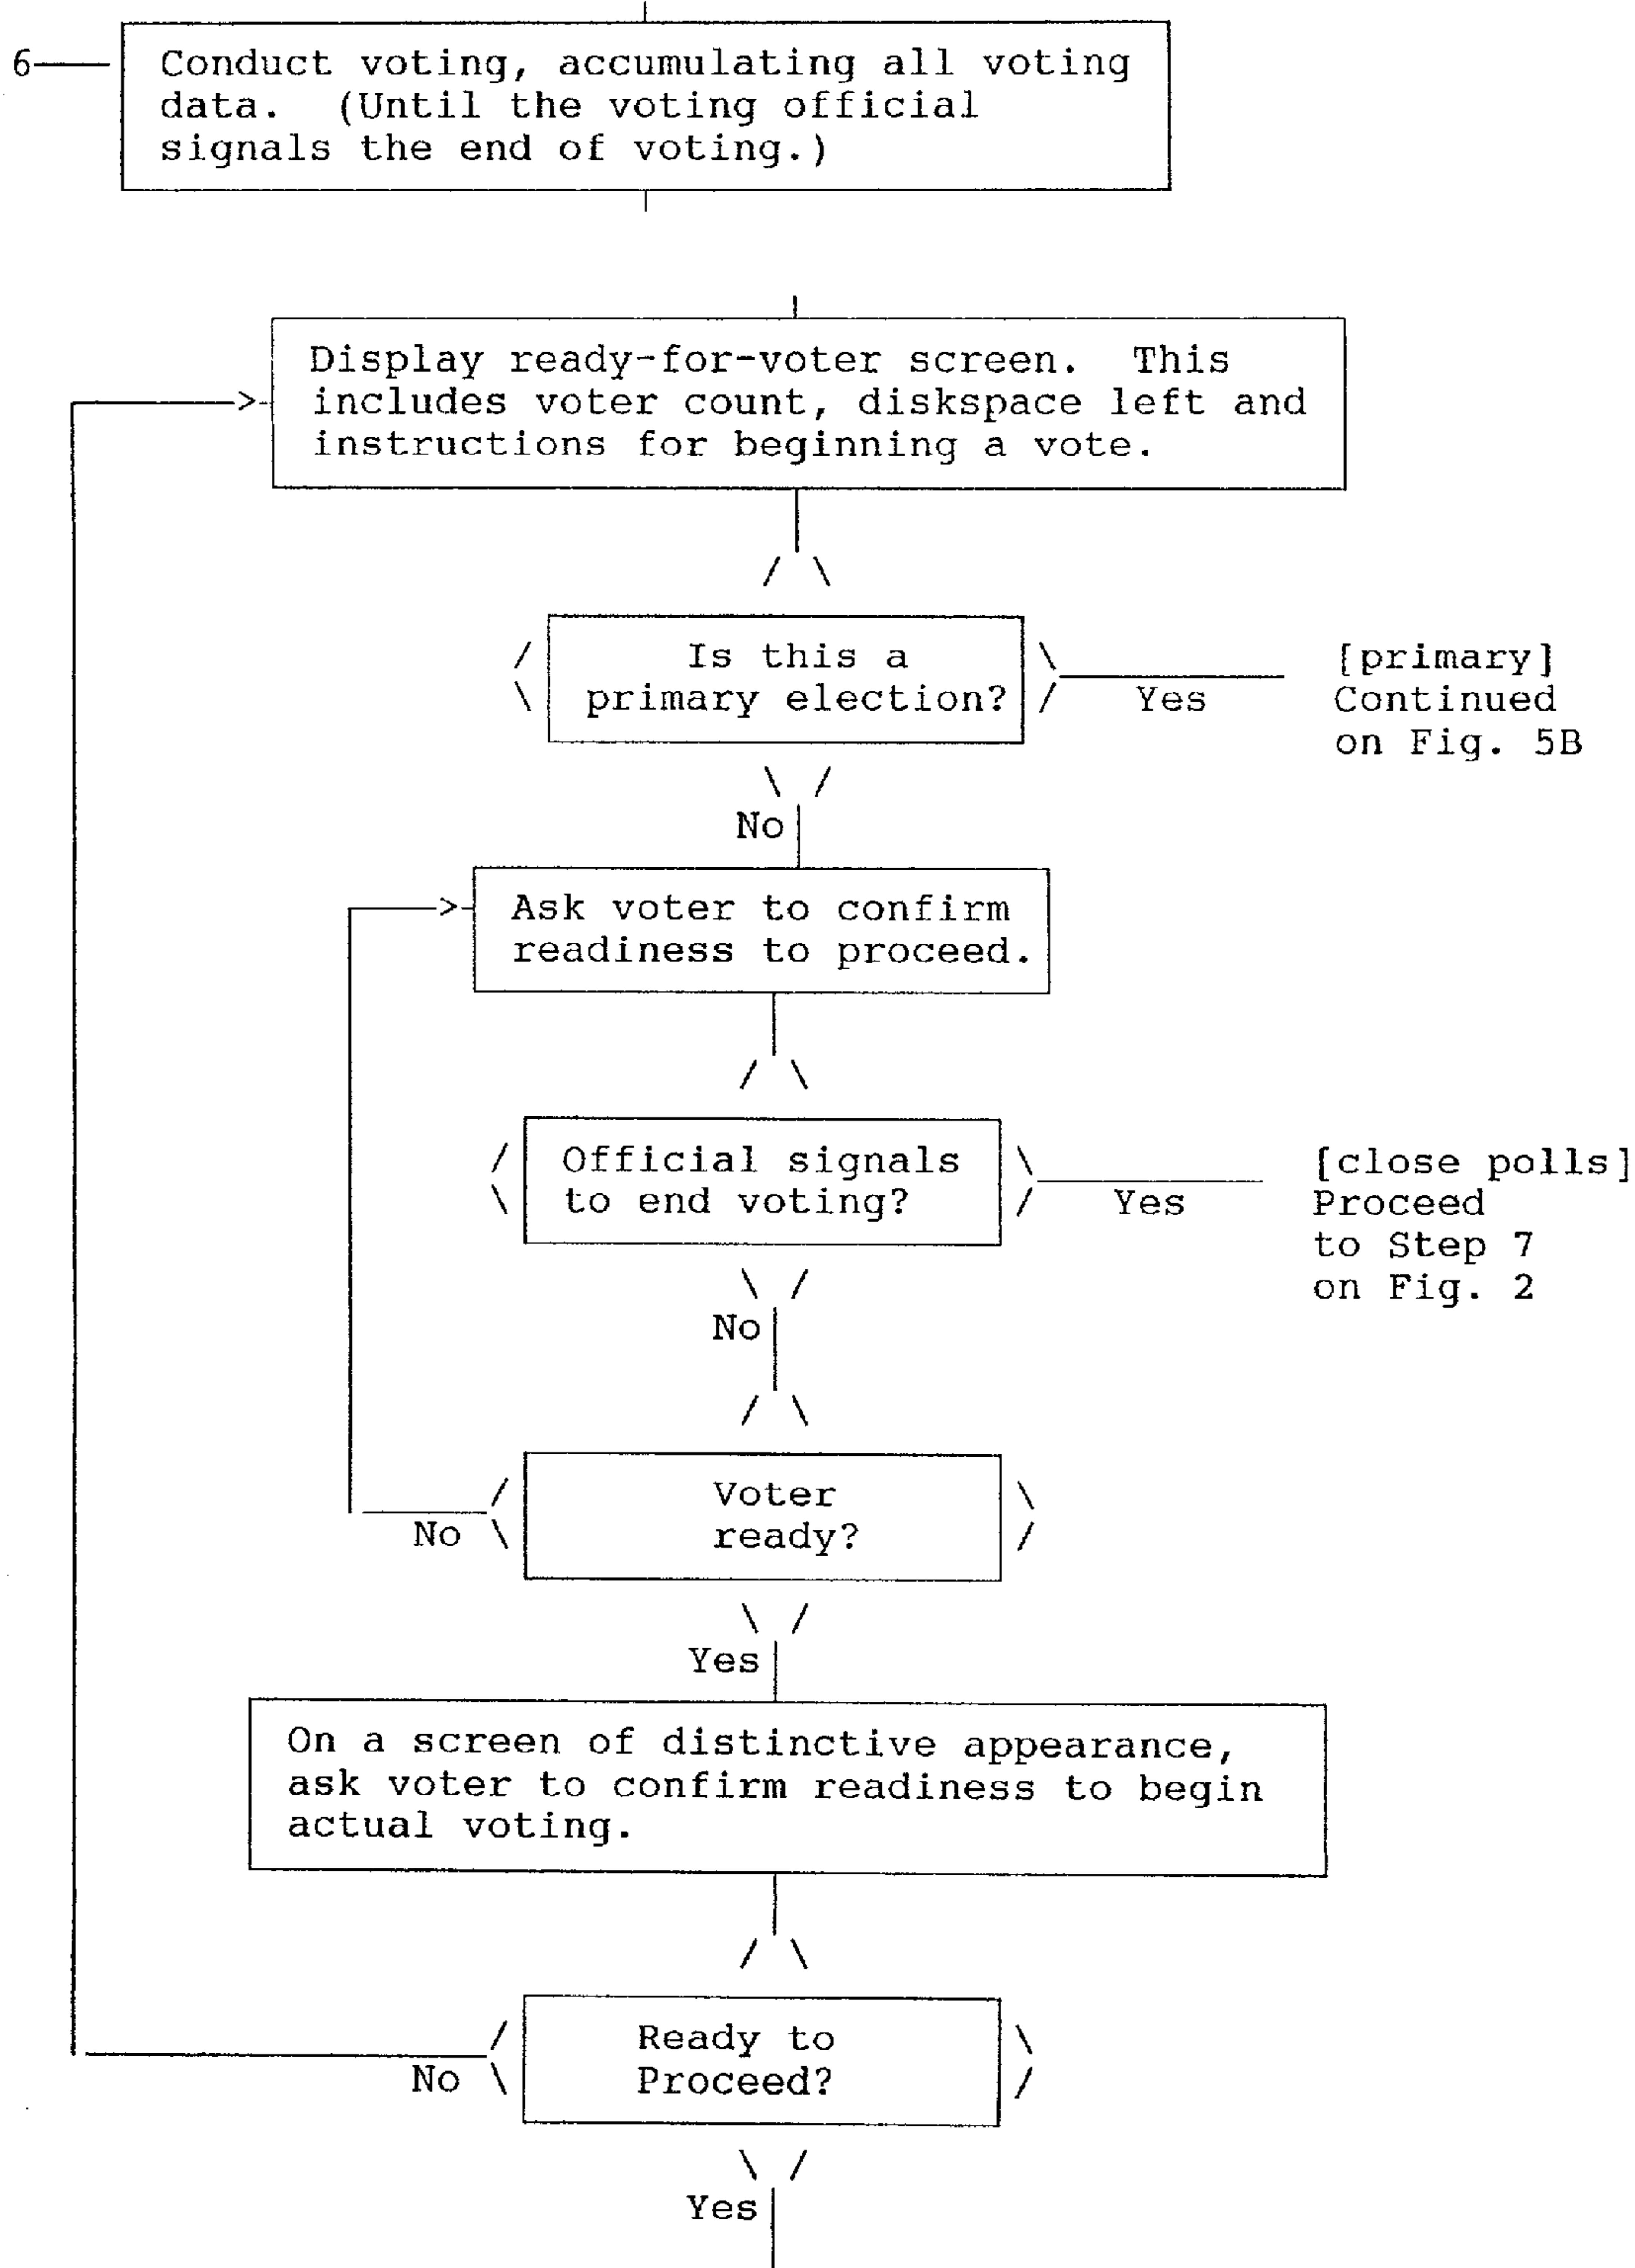 6
Conduct voting, accumulating all voting
data.  (Until the voting official
signals the end of voting.)
Display ready-for-voter screen.  This
includes voter count, diskspace left and
instructions for beginning a vote.
Is this a
primary election?
Yes
[primary]
Continued
on Fig. 5B
No
Ask voter to confirm
readiness to proceed.
Official signals
to end voting?
Yes
[close polls]
Proceed
to Step 7
on Fig. 2
No
Voter
ready?
No
Yes
On a screen of distinctive appearance,
ask voter to confirm readiness to begin
actual voting.
Ready to
Proceed?
No
Yes